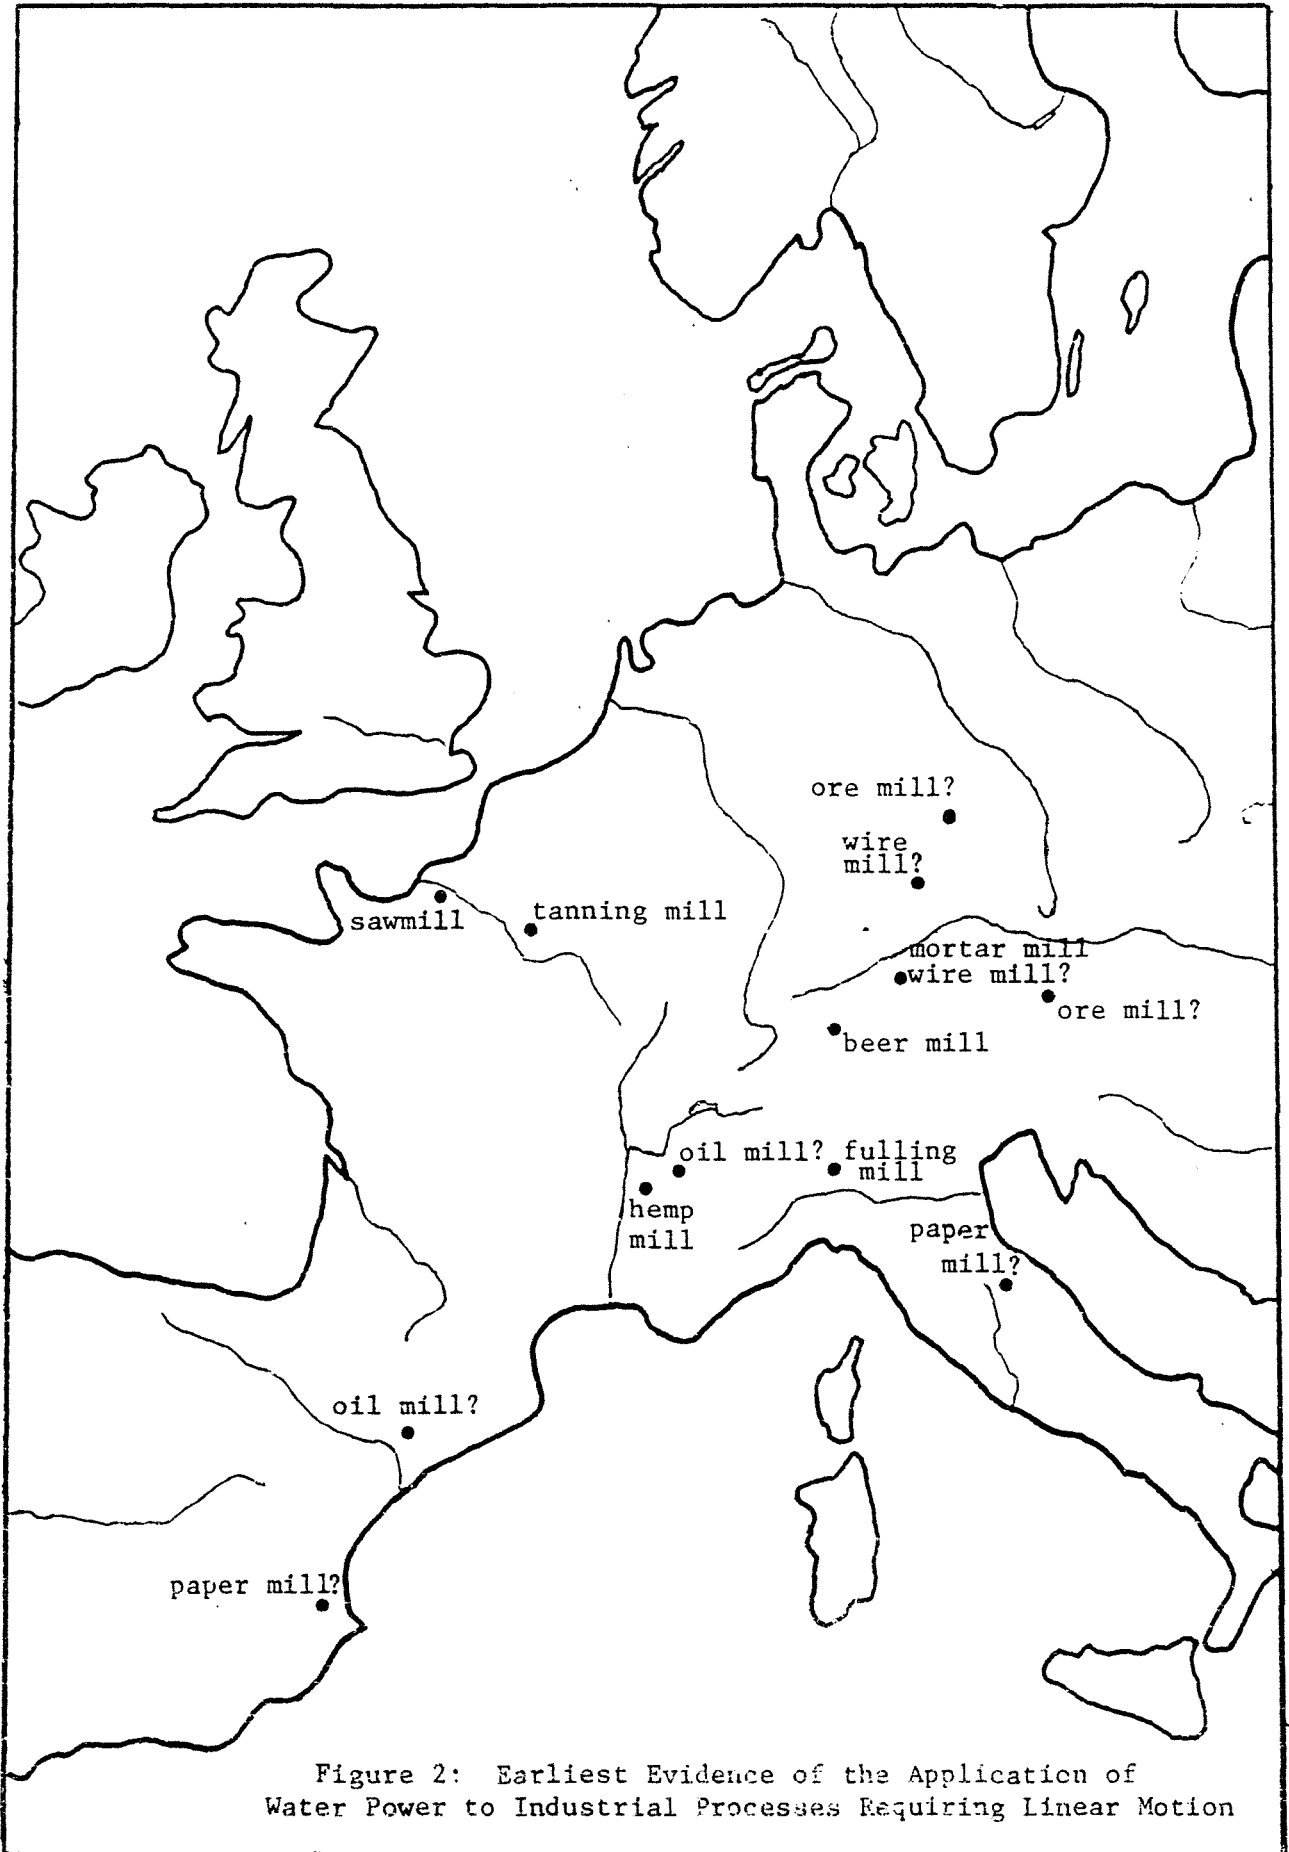 ore mill?
wire
mill?
sawmill
tanning mill
mortar mill
wire mill?
ore mill?
beer mill
oil mill?
fulling
mill
hemp
mill
paper
mill?
oil mill?
paper mill?
Figure 2: Earliest Evidence of the Application of
Water Power to Industrial Processes Requiring Linear Motion